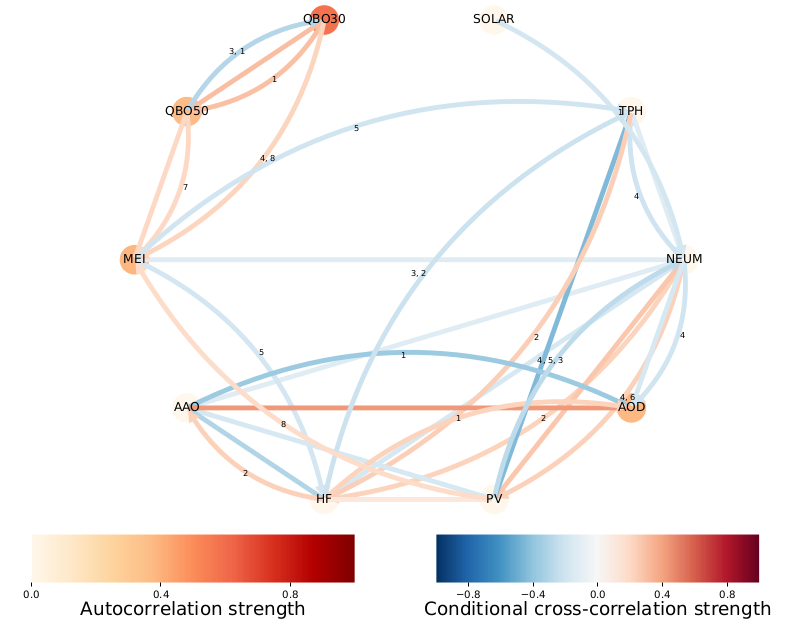 QBO30
SOLAR
3, 1
1
QBO50
TPH
5
4, 8
7
4
MEI
NEUM
3, 2
2
4
5
1
4, 5, 3
4, 6
AAO
AOD
1
2
8
2
HF
PV
0.0 0.4 0.8
−0.8 −0.4 0.0 0.4 0.8
Autocorrelation strength
Conditional cross-correlation strength